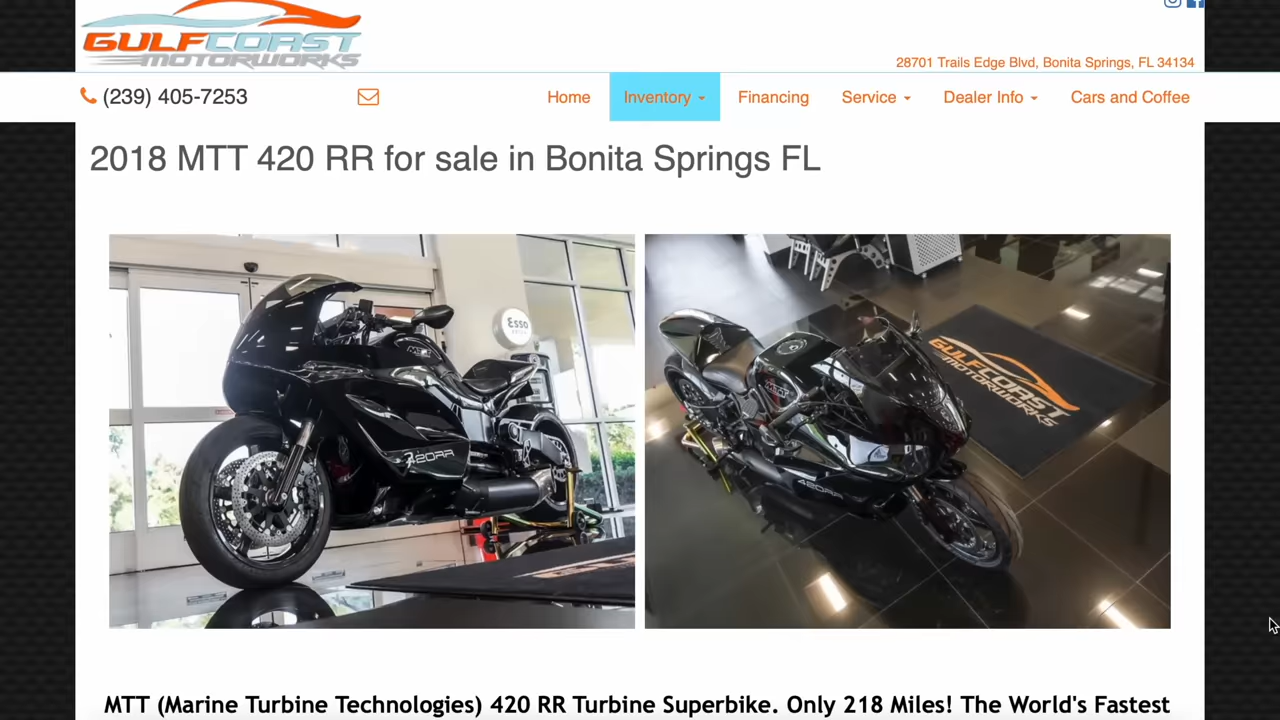 GULFCOAST
MOTORWORKS
28701 Trails Edge Blvd, Bonita Springs, FL 34134
(239) 405-7253
Home
Inventory
Financing
Service
Dealer Info
Cars and Coffee
2018 MTT 420 RR for sale in Bonita Springs FL
Esso
MTT
420RR
GULFCOAST
MOTORWORKS
420RR
MTT (Marine Turbine Technologies) 420 RR Turbine Superbike. Only 218 Miles! The World's Fastest